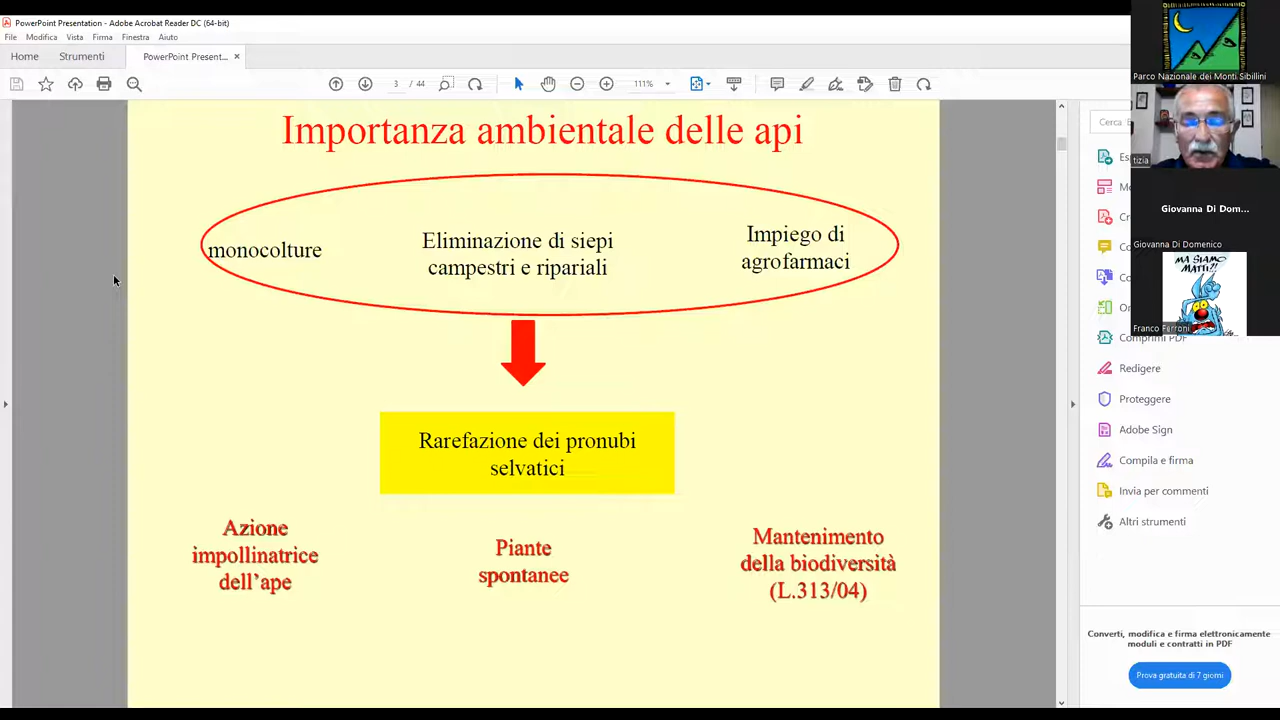 PowerPoint Presentation - Adobe Acrobat Reader DC (64-bit)
File Modifica Vista Firma Finestra Aiuto
Home Strumenti PowerPoint Present... ×
3 / 44 111%
Importanza ambientale delle api
monocolture
Eliminazione di siepi
campestri e ripariali
Impiego di
agrofarmaci
Rarefazione dei pronubi
selvatici
Azione
impollinatrice
dell'ape
Piante
spontanee
Mantenimento
della biodiversità
(L.313/04)
Parco Nazionale dei Monti Sibillini
tizia
Giovanna Di Dom...
Giovanna Di Domenico
MA SIAMO
MATTI!!
Franco Ferroni
Cerca
Comprimi PDF
Redigere
Proteggere
Adobe Sign
Compila e firma
Invia per commenti
Altri strumenti
Converti, modifica e firma elettronicamente
moduli e contratti in PDF
Prova gratuita di 7 giorni